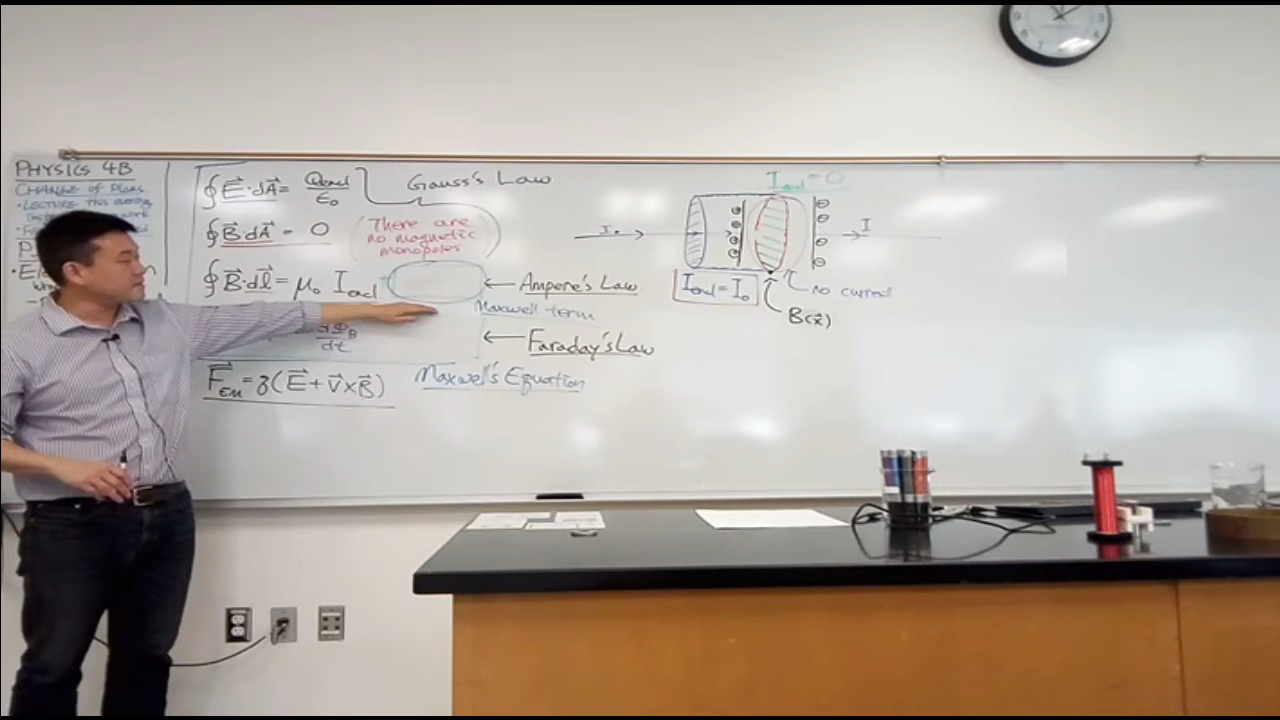 PHYSICS 4B
CHANGE OF PLANS
• LECTURE THIS evening
∮E⃗·dA⃗ = Qencl/ε₀
Gauss's Law
∮B⃗·dA⃗ = 0
(There are
no magnetic
monopoles)
∮B⃗·dl⃗ = μ₀ Iencl
← Ampere's Law
Maxwell term
dΦB/dt
← Faraday's Law
F⃗EM = q(E⃗ + v⃗ × B⃗)
Maxwell's Equation
Iencl = 0
I₀
I
Iencl = I₀
no current
B(x⃗)